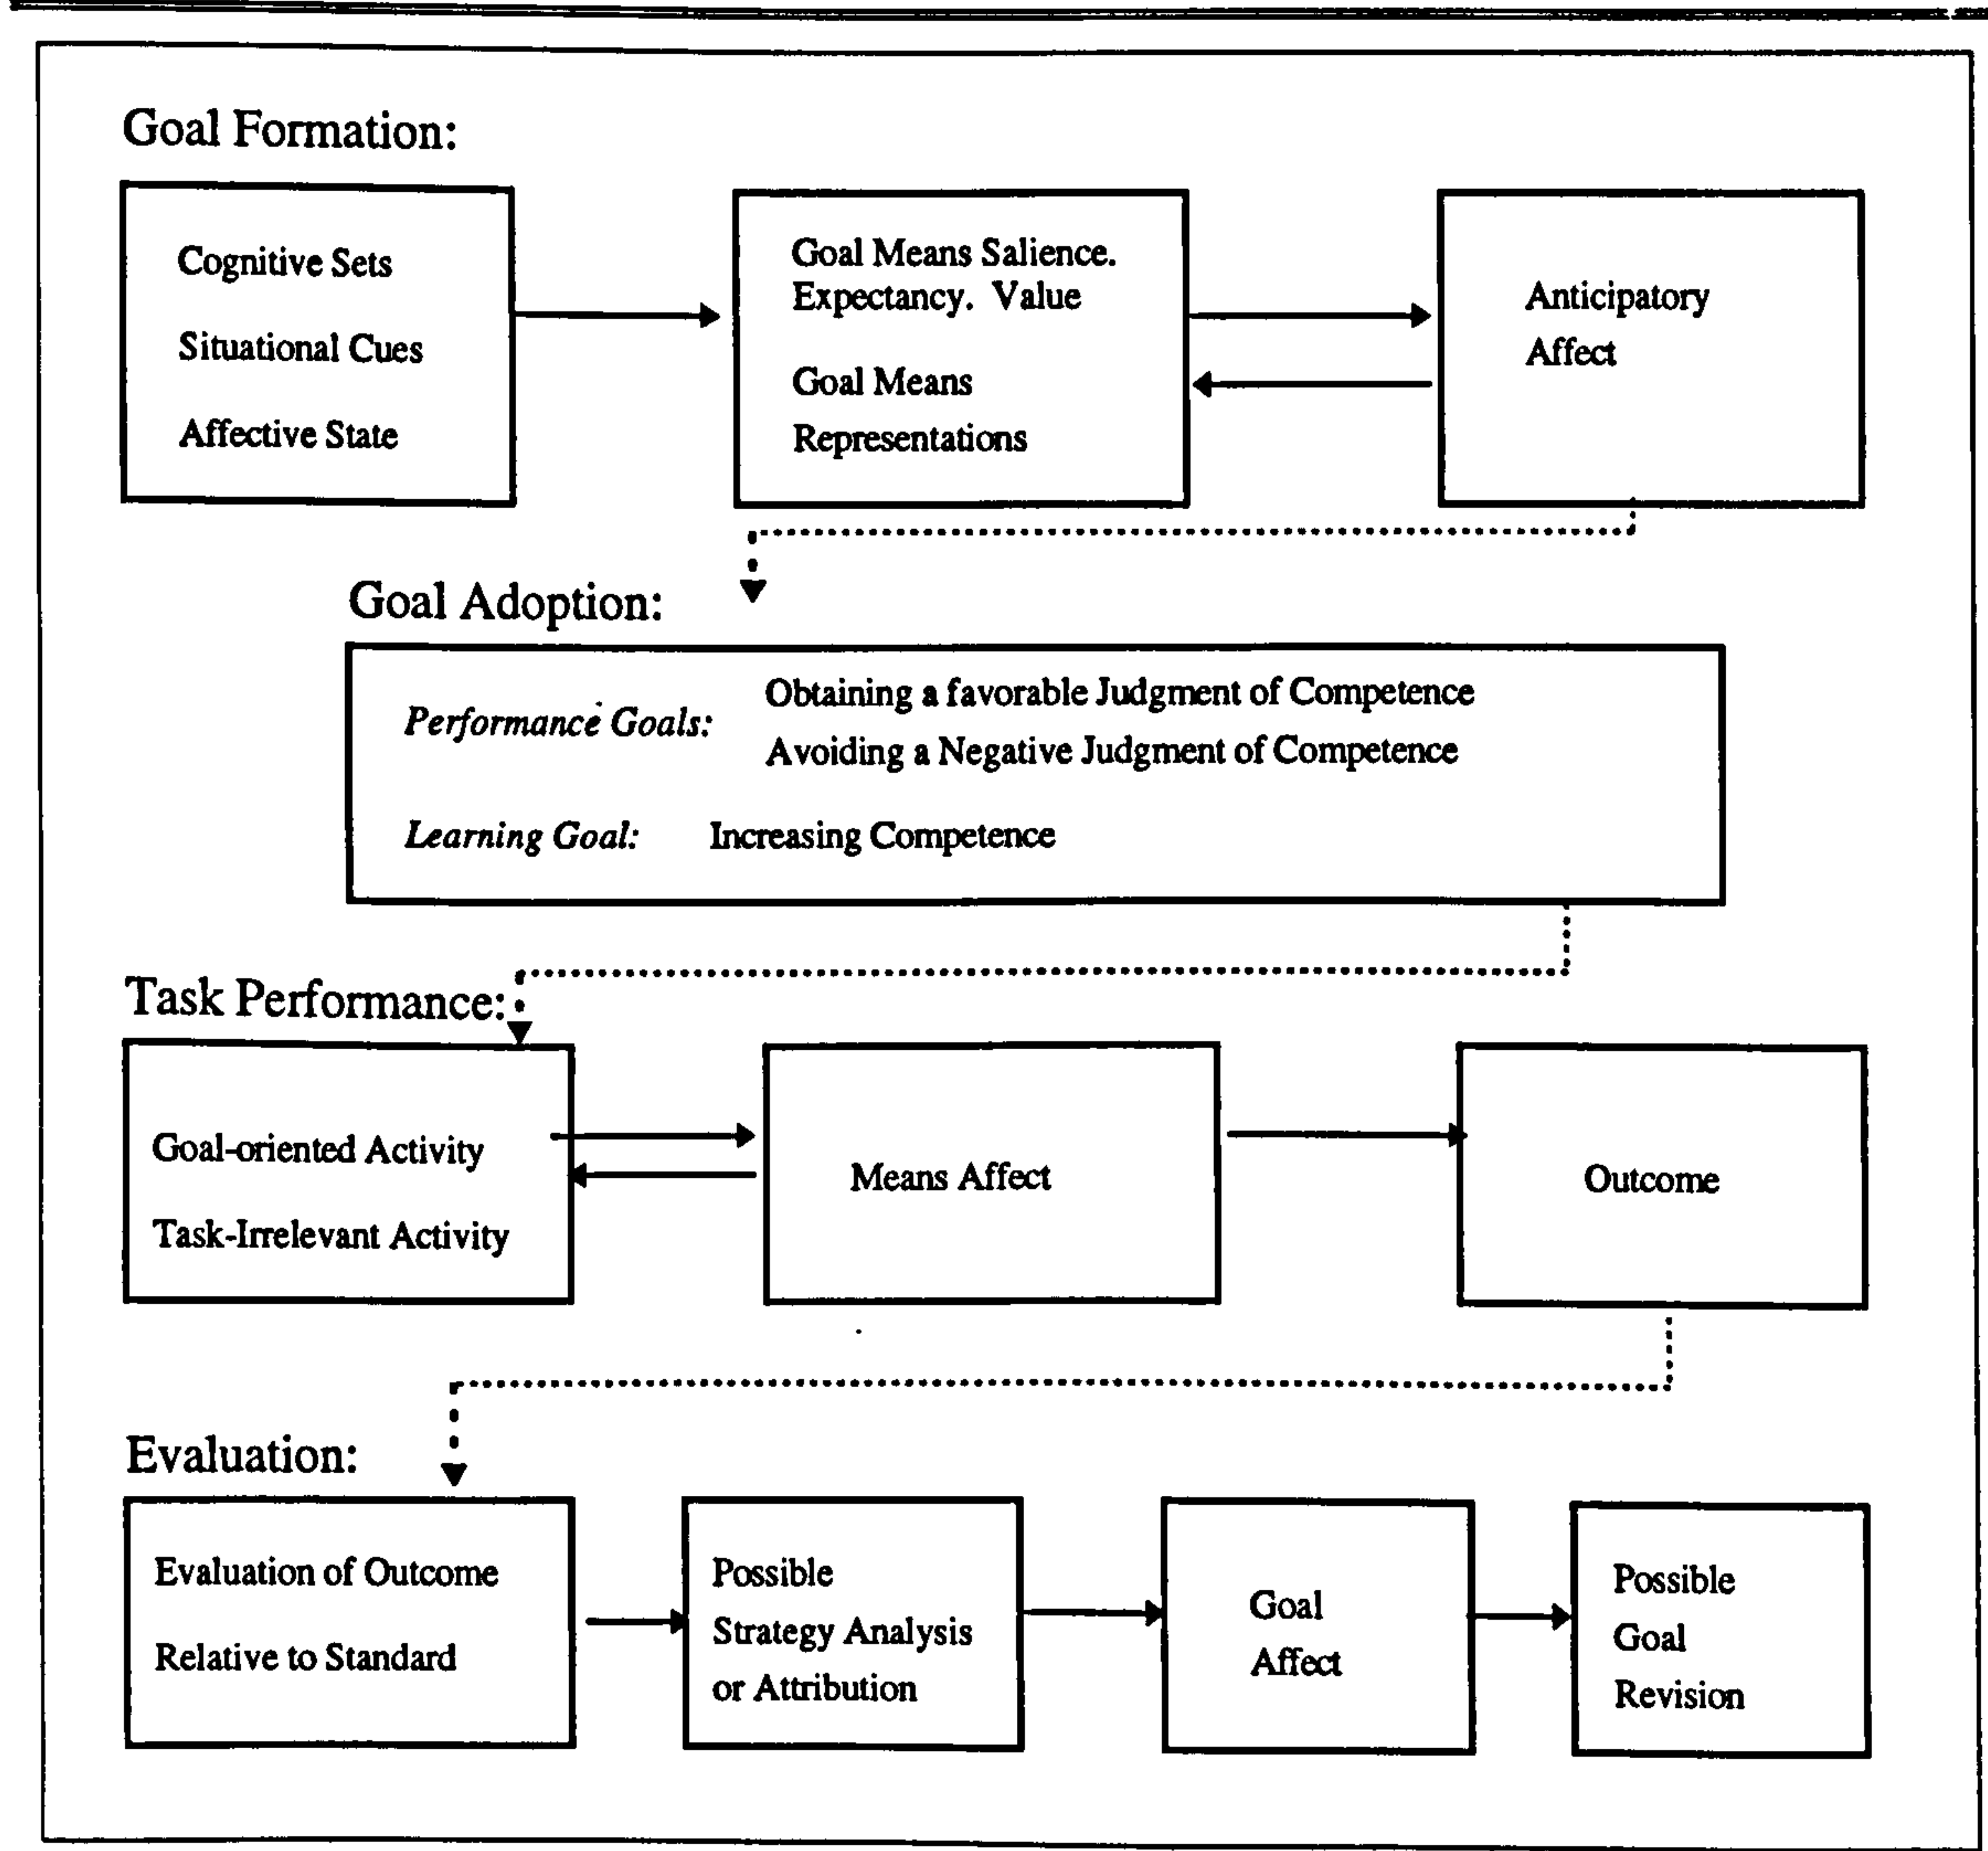 Goal Formation:
Cognitive Sets
Situational Cues
Affective State
Goal Means Salience.
Expectancy. Value
Goal Means
Representations
Anticipatory
Affect
Goal Adoption:
Performance Goals:
Obtaining a favorable Judgment of Competence
Avoiding a Negative Judgment of Competence
Learning Goal: Increasing Competence
Task Performance:
Goal-oriented Activity
Task-Irrelevant Activity
Means Affect
Outcome
Evaluation:
Evaluation of Outcome
Relative to Standard
Possible
Strategy Analysis
or Attribution
Goal
Affect
Possible
Goal
Revision